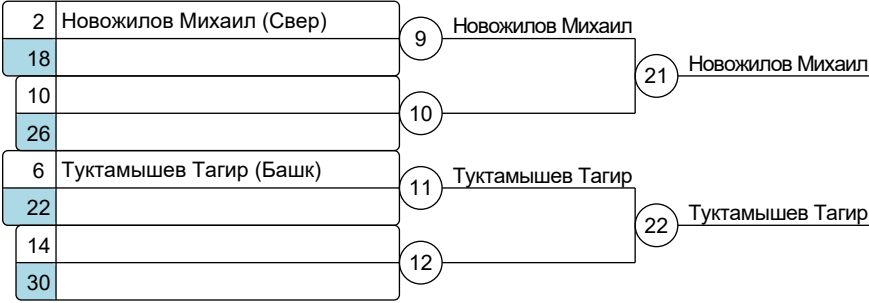 2 Новожилов Михаил (Свер)
18
9 Новожилов Михаил
21 Новожилов Михаил
10
26
10
6 Туктамышев Тагир (Башк)
22
11 Туктамышев Тагир
22 Туктамышев Тагир
14
30
12